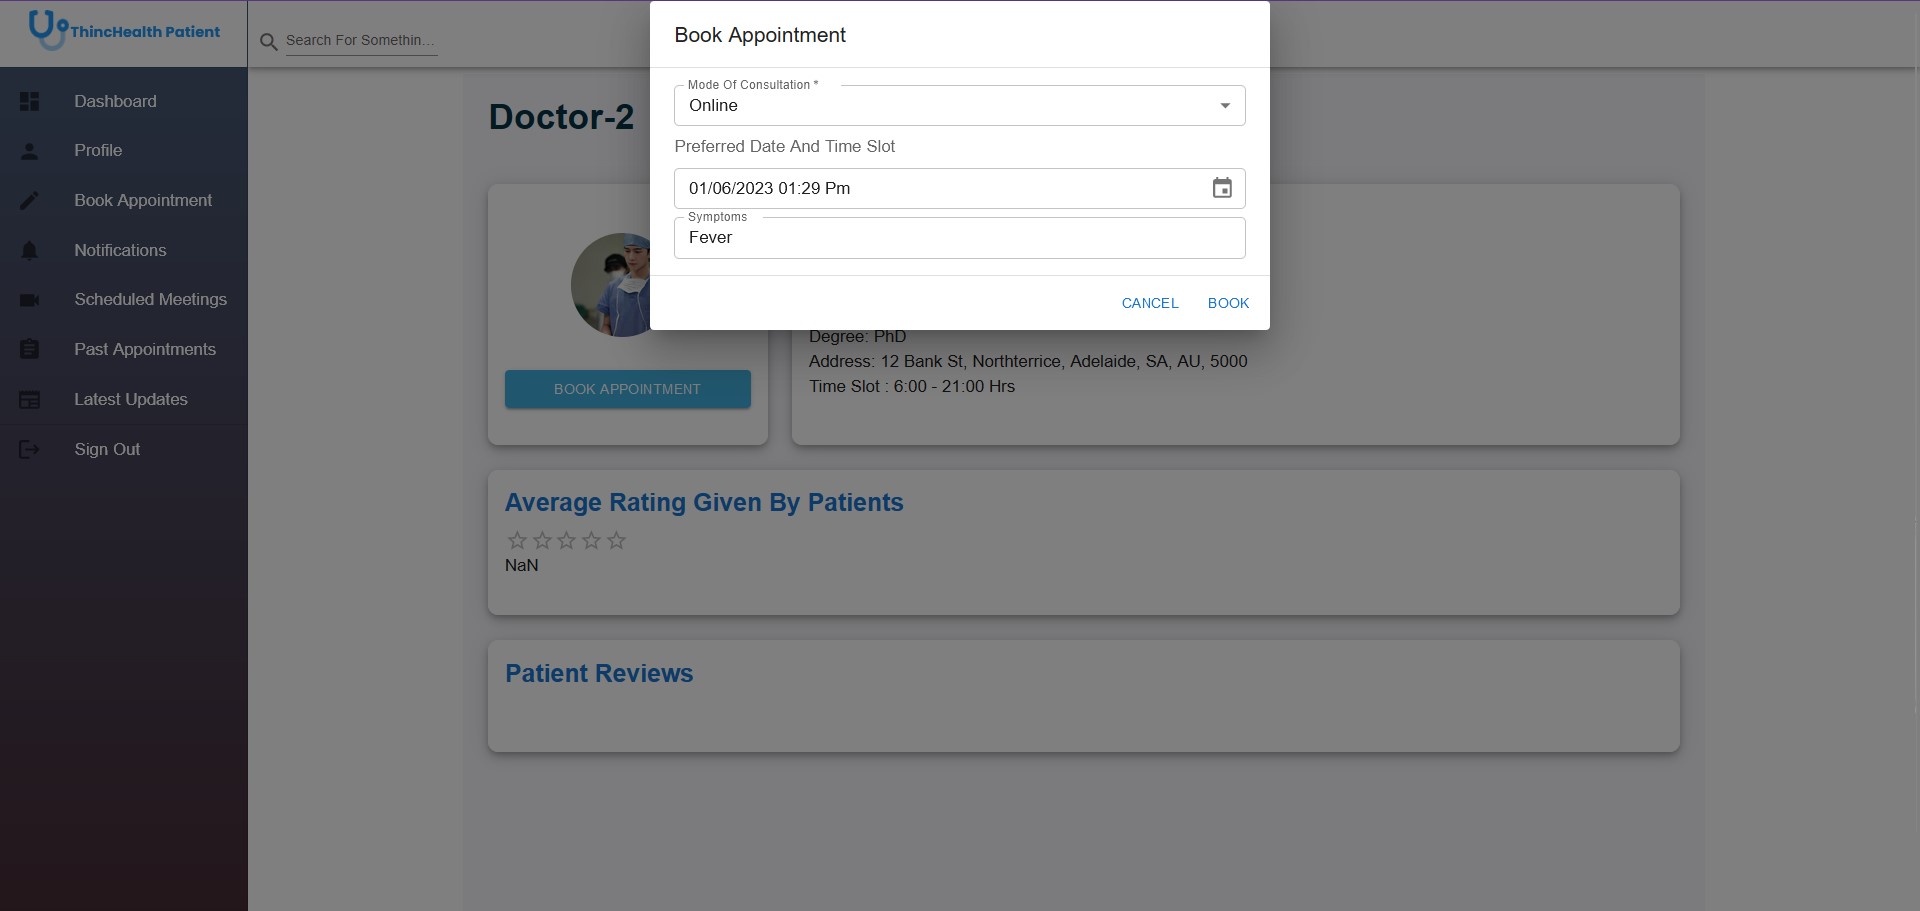 ThincHealth Patient
Search For Somethin...
Dashboard
Profile
Book Appointment
Notifications
Scheduled Meetings
Past Appointments
Latest Updates
Sign Out
Doctor-2
Book Appointment
Mode Of Consultation *
Online
Preferred Date And Time Slot
01/06/2023 01:29 Pm
Symptoms
Fever
CANCEL
BOOK
BOOK APPOINTMENT
Degree: PhD
Address: 12 Bank St, Northterrice, Adelaide, SA, AU, 5000
Time Slot : 6:00 - 21:00 Hrs
Average Rating Given By Patients
NaN
Patient Reviews